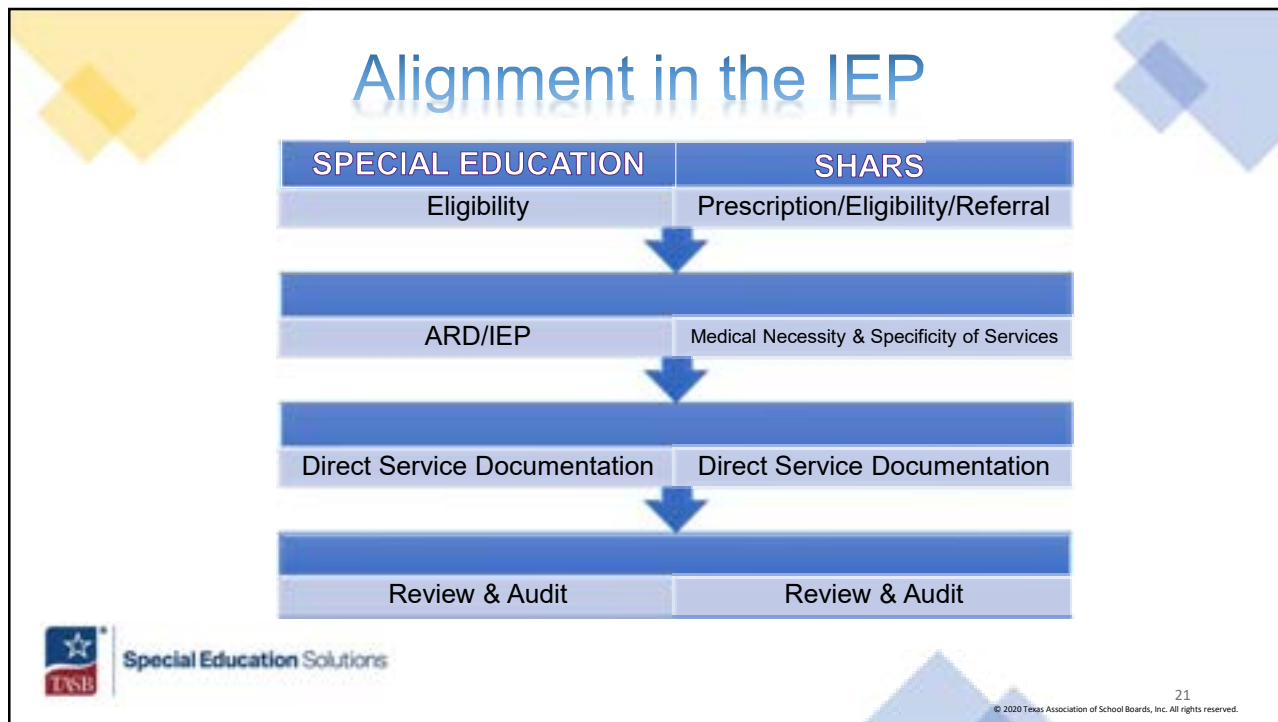 Alignment in the IEP
SPECIAL EDUCATION SHARS
Eligibility Prescription/Eligibility/Referral
ARD/IEP Medical Necessity & Specificity of Services
Direct Service Documentation Direct Service Documentation
Review & Audit Review & Audit
TASB Special Education Solutions
21
© 2020 Texas Association of School Boards, Inc. All rights reserved.